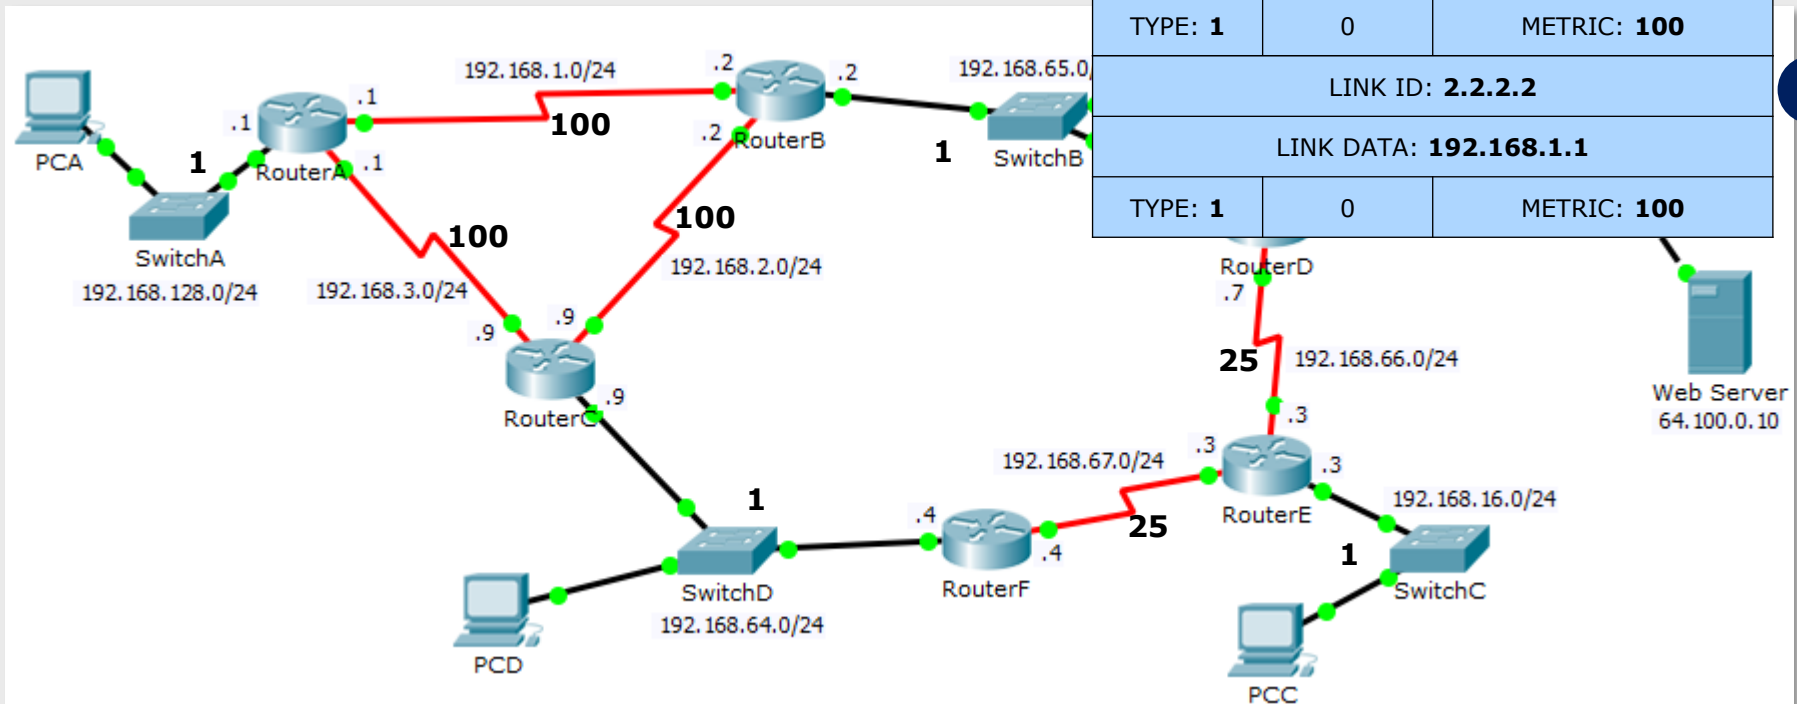 TYPE: 1 0 METRIC: 100
LINK ID: 2.2.2.2
LINK DATA: 192.168.1.1
TYPE: 1 0 METRIC: 100
192.168.1.0/24
.2
.2
192.168.65.0/
.1
.1
100
.2
RouterB
PCA
1
RouterA
.1
1
SwitchB
100
100
SwitchA
192.168.2.0/24
RouterD
192.168.128.0/24
192.168.3.0/24
.7
.9
.9
25
192.168.66.0/24
Web Server
64.100.0.10
RouterC
.9
.3
192.168.67.0/24
.3
.3
192.168.16.0/24
1
.4
RouterE
25
.4
1
SwitchD
RouterF
SwitchC
192.168.64.0/24
PCD
PCC